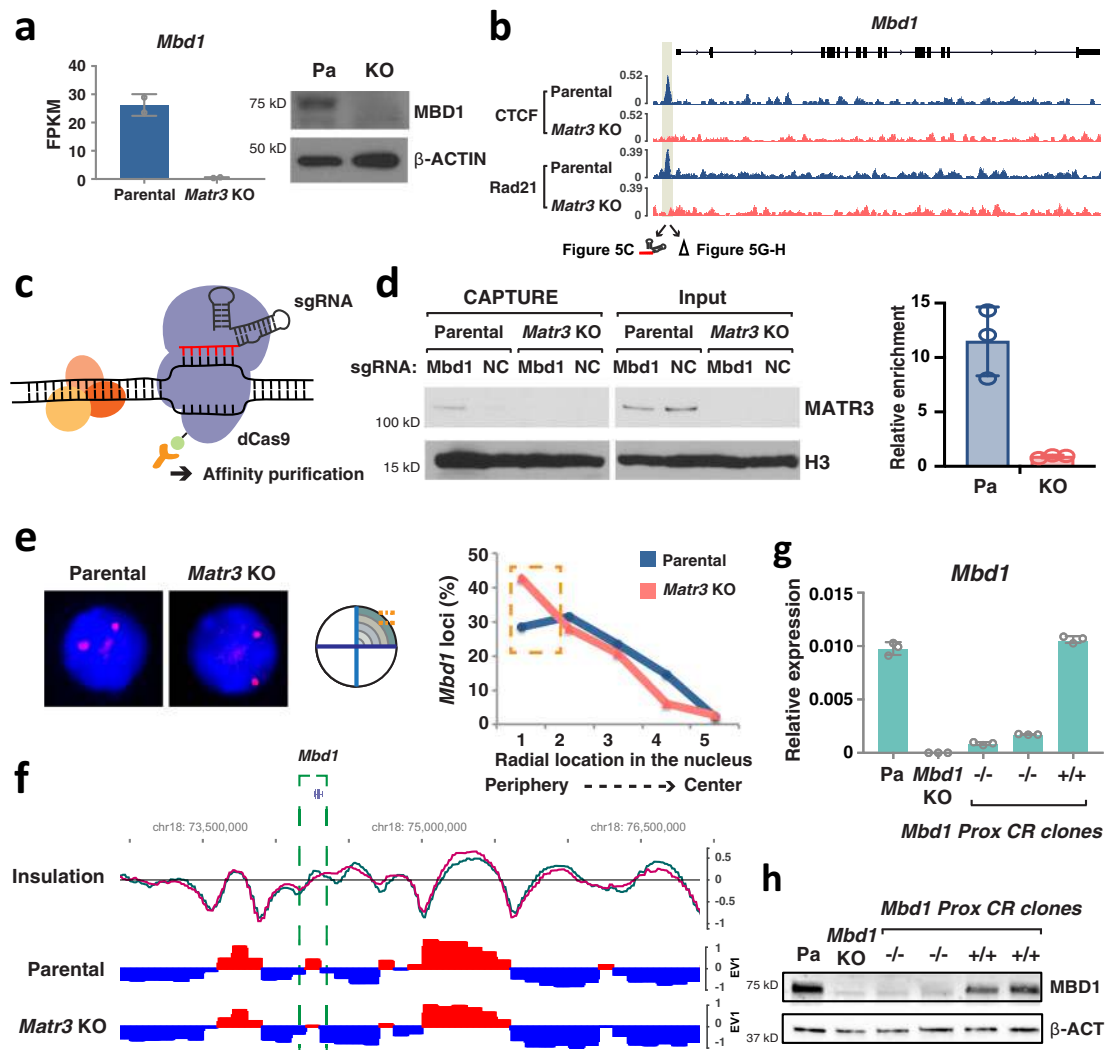 a
Mbd1
FPKM
40
30
20
10
0
Parental
Matr3 KO
Pa KO
75 kD
MBD1
50 kD
β-ACTIN
b
Mbd1
CTCF
Parental
0.52
0
Matr3 KO
0.52
0
Rad21
Parental
0.39
0
Matr3 KO
0.39
0
Figure 5C
Figure 5G-H
c
sgRNA
dCas9
Affinity purification
d
CAPTURE Input
Parental Matr3 KO Parental Matr3 KO
sgRNA: Mbd1 NC Mbd1 NC Mbd1 NC Mbd1 NC
100 kD
MATR3
15 kD
H3
Relative enrichment
15
10
5
0
Pa KO
e
Parental Matr3 KO
Mbd1 loci (%)
50
40
30
20
10
0
Parental
Matr3 KO
1 2 3 4 5
Radial location in the nucleus
Periphery Center
f
Mbd1
chr18: 73,500,000 chr18: 75,000,000 chr18: 76,500,000
Insulation
0.5
0
-1
-1
Parental
1
0
-1
EV1
Matr3 KO
1
0
-1
EV1
g
Mbd1
Relative expression
0.015
0.010
0.005
0
Pa Mbd1 KO -/- -/- +/+
Mbd1 Prox CR clones
h
Mbd1 Prox CR clones
Pa Mbd1 KO -/- -/- +/+ +/+
75 kD
MBD1
37 kD
β-ACT